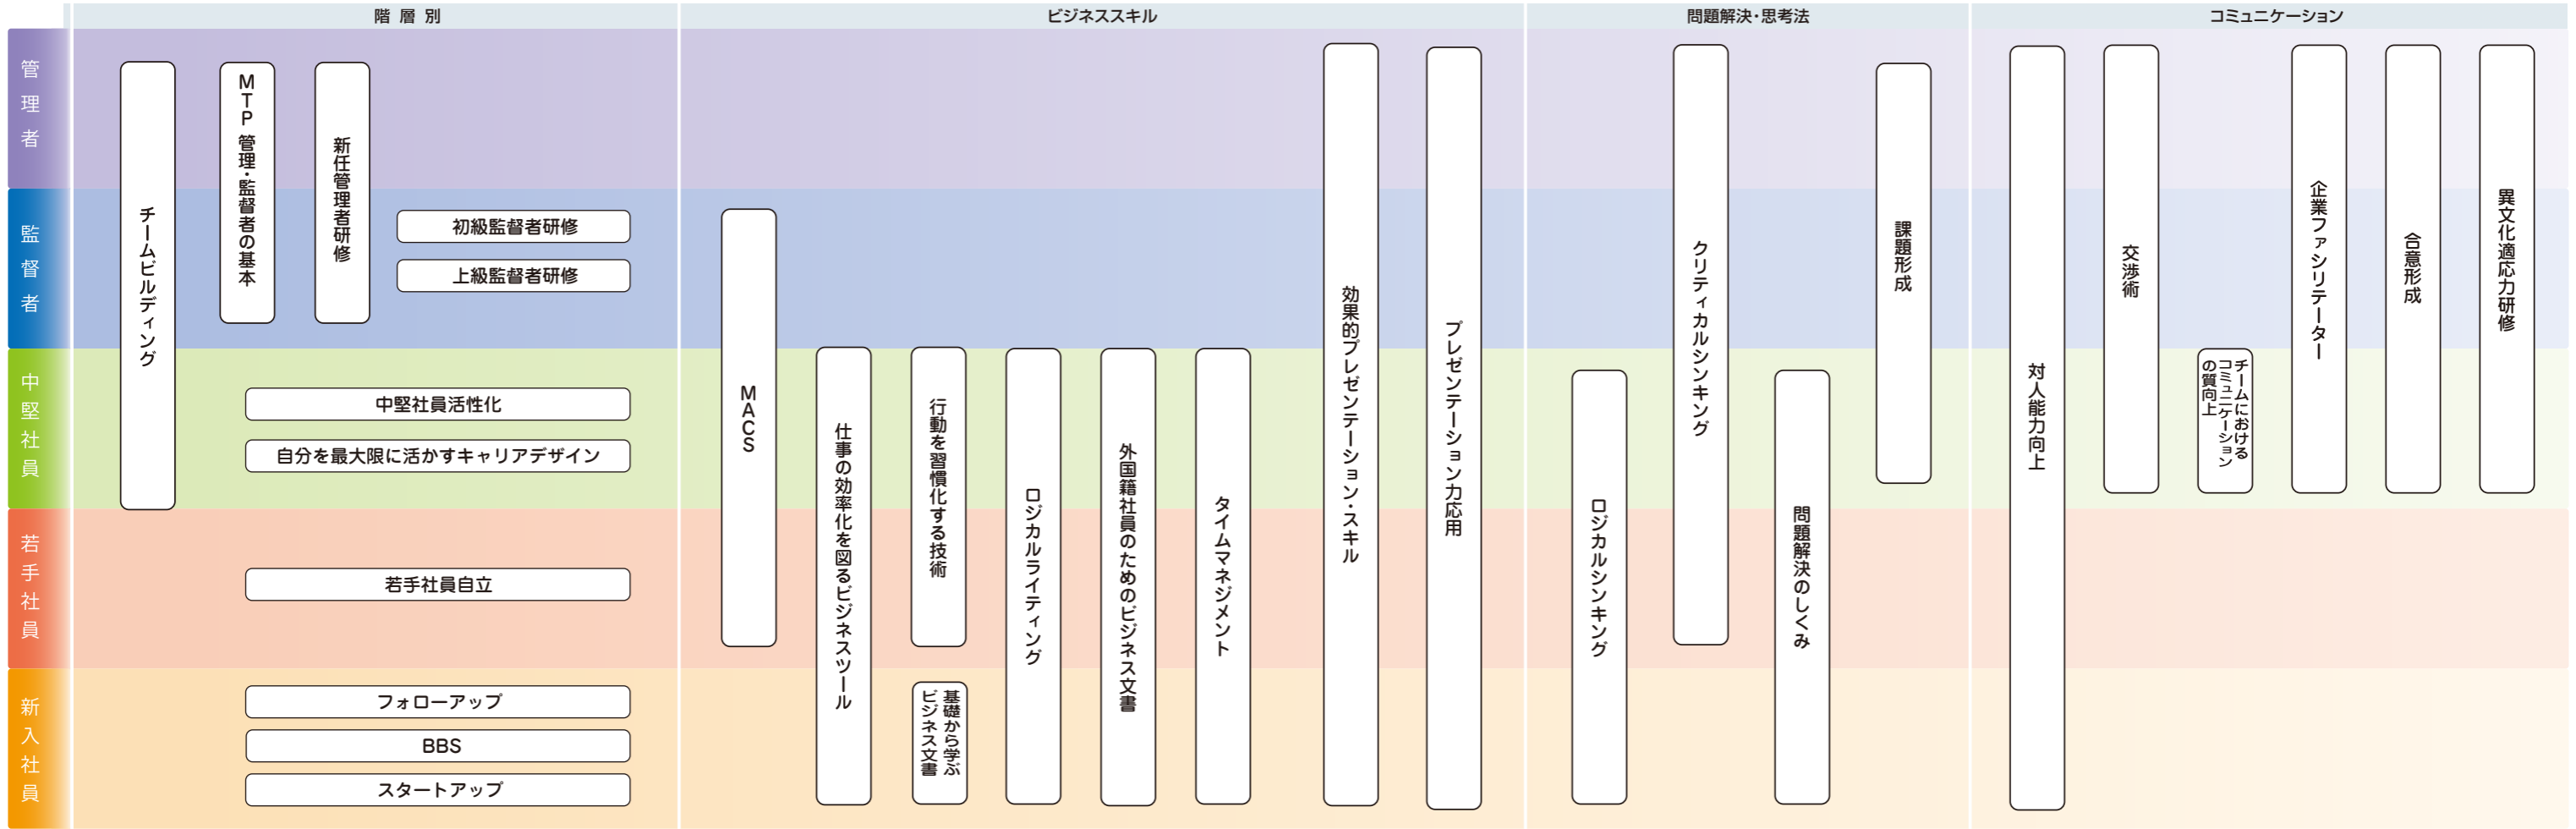 階層別
ビジネススキル
問題解決・思考法
コミュニケーション
管理者
監督者
中堅社員
若手社員
新入社員
チームビルディング
MTP 管理・監督者の基本
新任管理者研修
初級監督者研修
上級監督者研修
中堅社員活性化
自分を最大限に活かすキャリアデザイン
若手社員自立
フォローアップ
BBS
スタートアップ
MACS
仕事の効率化を図るビジネスツール
行動を習慣化する技術
基礎から学ぶ
ビジネス文書
ロジカルライティング
外国籍社員のためのビジネス文書
タイムマネジメント
効果的プレゼンテーション・スキル
プレゼンテーション力応用
ロジカルシンキング
クリティカルシンキング
問題解決のしくみ
課題形成
対人能力向上
交渉術
チームにおける
コミュニケーション
の質向上
企業ファシリテーター
合意形成
異文化適応力研修